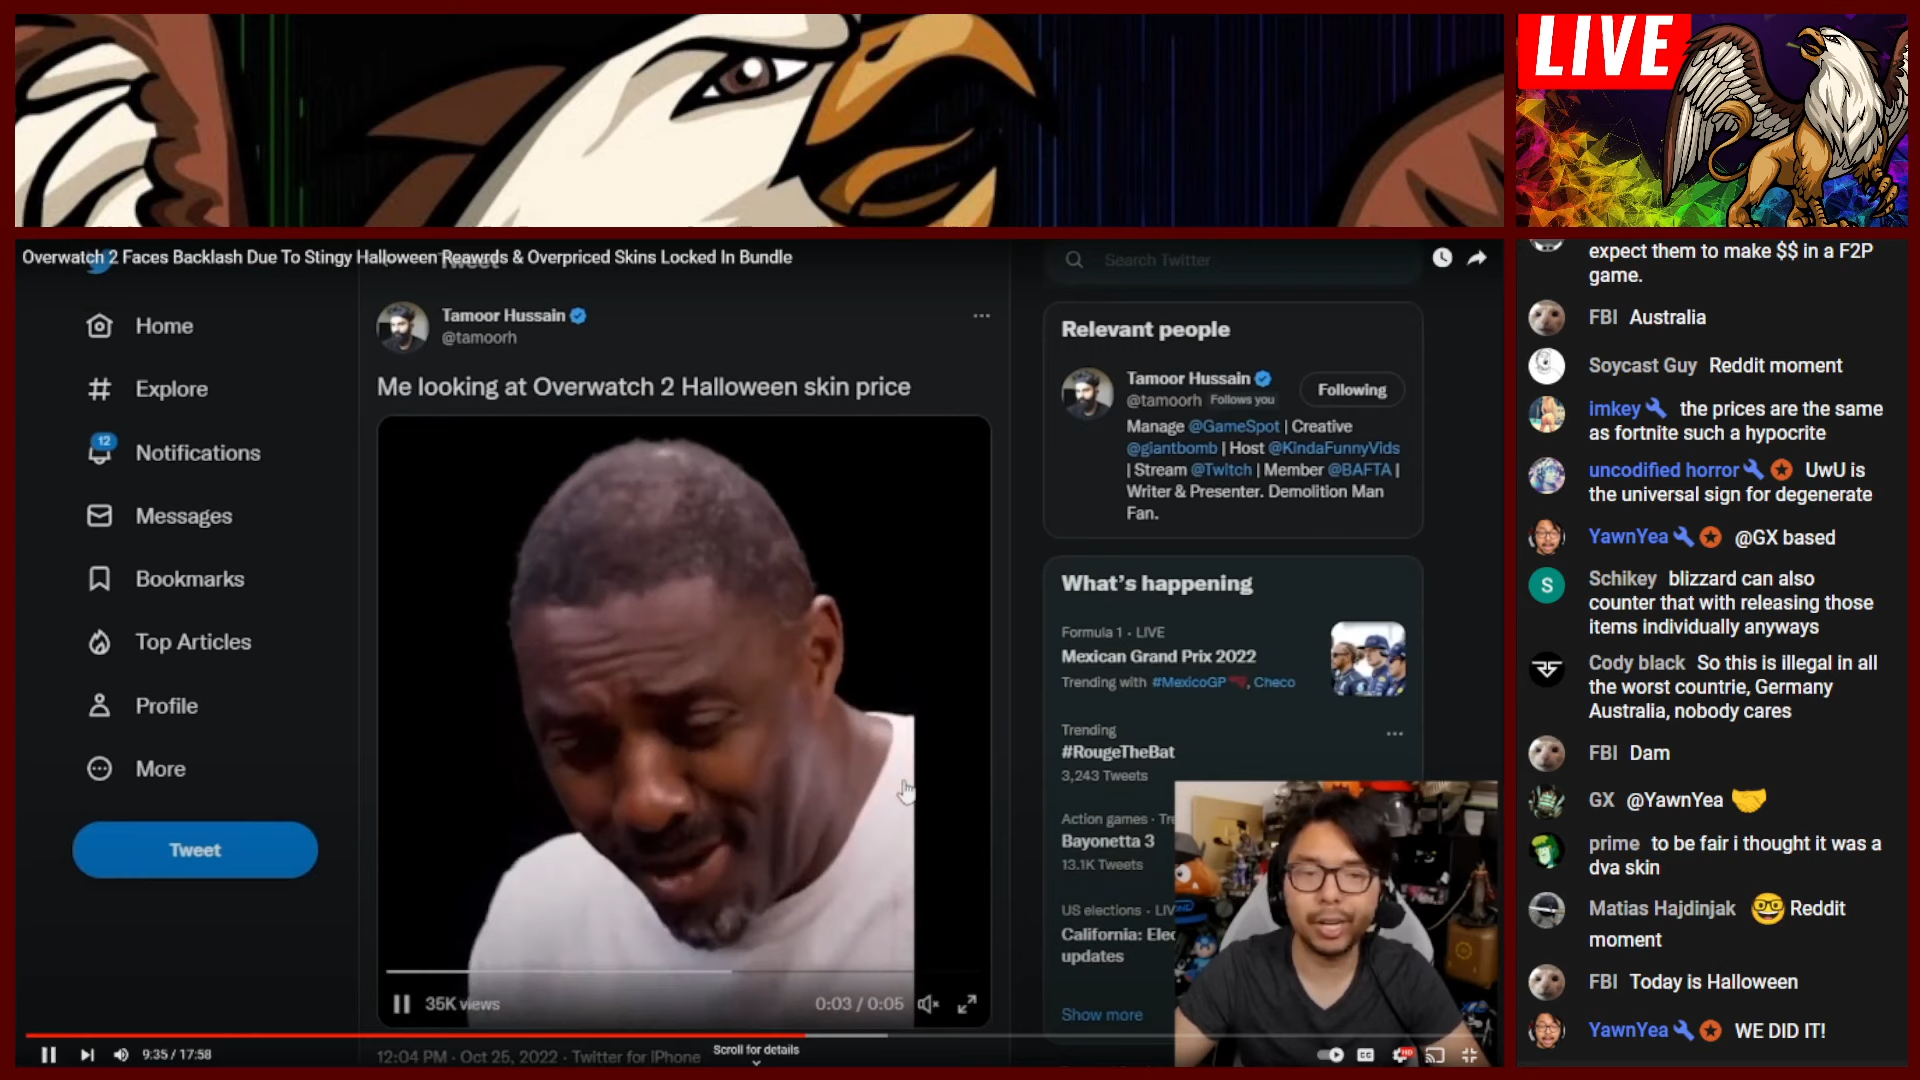 LIVE
Overwatch 2 Faces Backlash Due To Stingy Halloween Reawrds & Overpriced Skins Locked In Bundle
Tweet
Search Twitter
Home
Explore
12
Notifications
Messages
Bookmarks
Top Articles
Profile
More
Tweet
Tamoor Hussain
@tamoorh
Me looking at Overwatch 2 Halloween skin price
35K views
0:03 / 0:05
12:04 PM · Oct 25, 2022 · Twitter for iPhone
Scroll for details
9:35 / 17:58
CC
HD
Relevant people
Tamoor Hussain
@tamoorh Follows you
Following
Manage @GameSpot | Creative
@giantbomb | Host @KindaFunnyVids
| Stream @Twitch | Member @BAFTA |
Writer & Presenter. Demolition Man
Fan.
What's happening
Formula 1 · LIVE
Mexican Grand Prix 2022
Trending with #MexicoGP, Checo
Trending
#RougeTheBat
3,243 Tweets
Action games · Tre
Bayonetta 3
13.1K Tweets
US elections · LIV
California: Elec
updates
Show more
expect them to make $$ in a F2P
game.
FBI Australia
Soycast Guy Reddit moment
imkey the prices are the same
as fortnite such a hypocrite
uncodified horror UwU is
the universal sign for degenerate
YawnYea @GX based
S
Schikey blizzard can also
counter that with releasing those
items individually anyways
Cody black So this is illegal in all
the worst countrie, Germany
Australia, nobody cares
FBI Dam
GX @YawnYea 🤝
prime to be fair i thought it was a
dva skin
Matias Hajdinjak 🤓 Reddit
moment
FBI Today is Halloween
YawnYea WE DID IT!